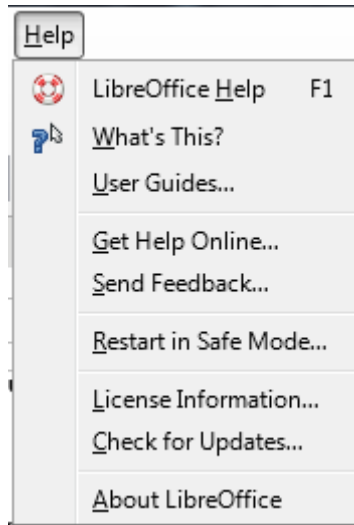 Help
LibreOffice Help F1
What's This?
User Guides...
Get Help Online...
Send Feedback...
Restart in Safe Mode...
License Information...
Check for Updates...
About LibreOffice